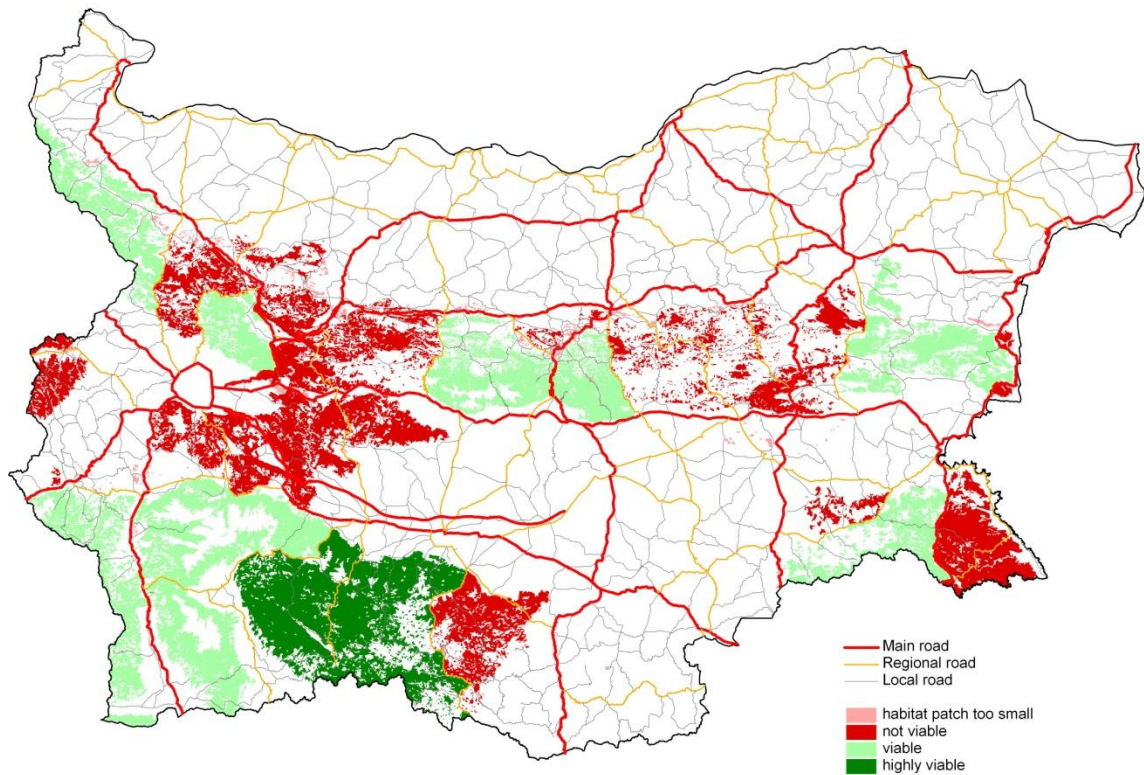 Main road
Regional road
Local road
habitat patch too small
not viable
viable
highly viable